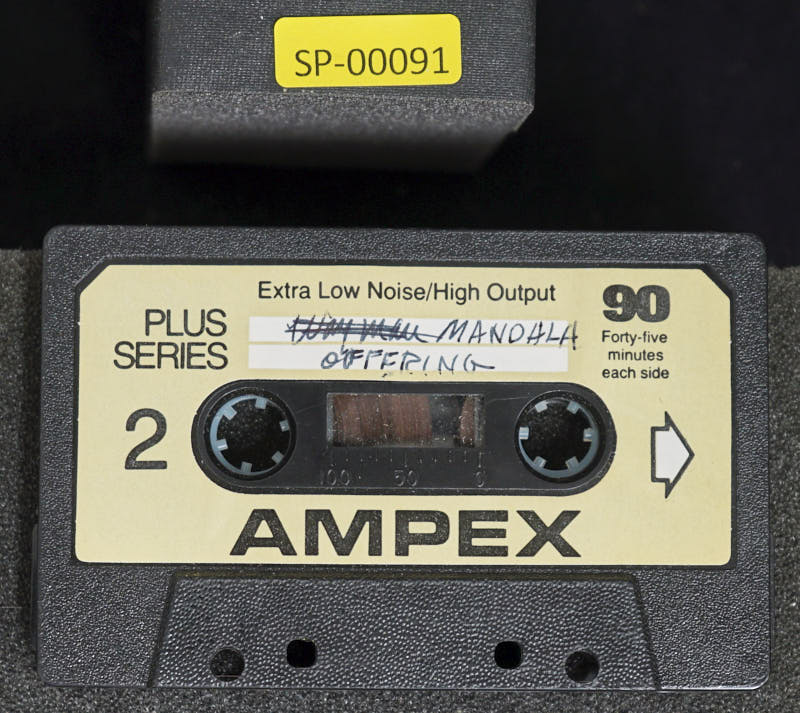 SP-00091
Extra Low Noise/High Output
PLUS
SERIES
90
Forty-five
minutes
each side
MANDALA
OFFERING
2
100 50 0
AMPEX